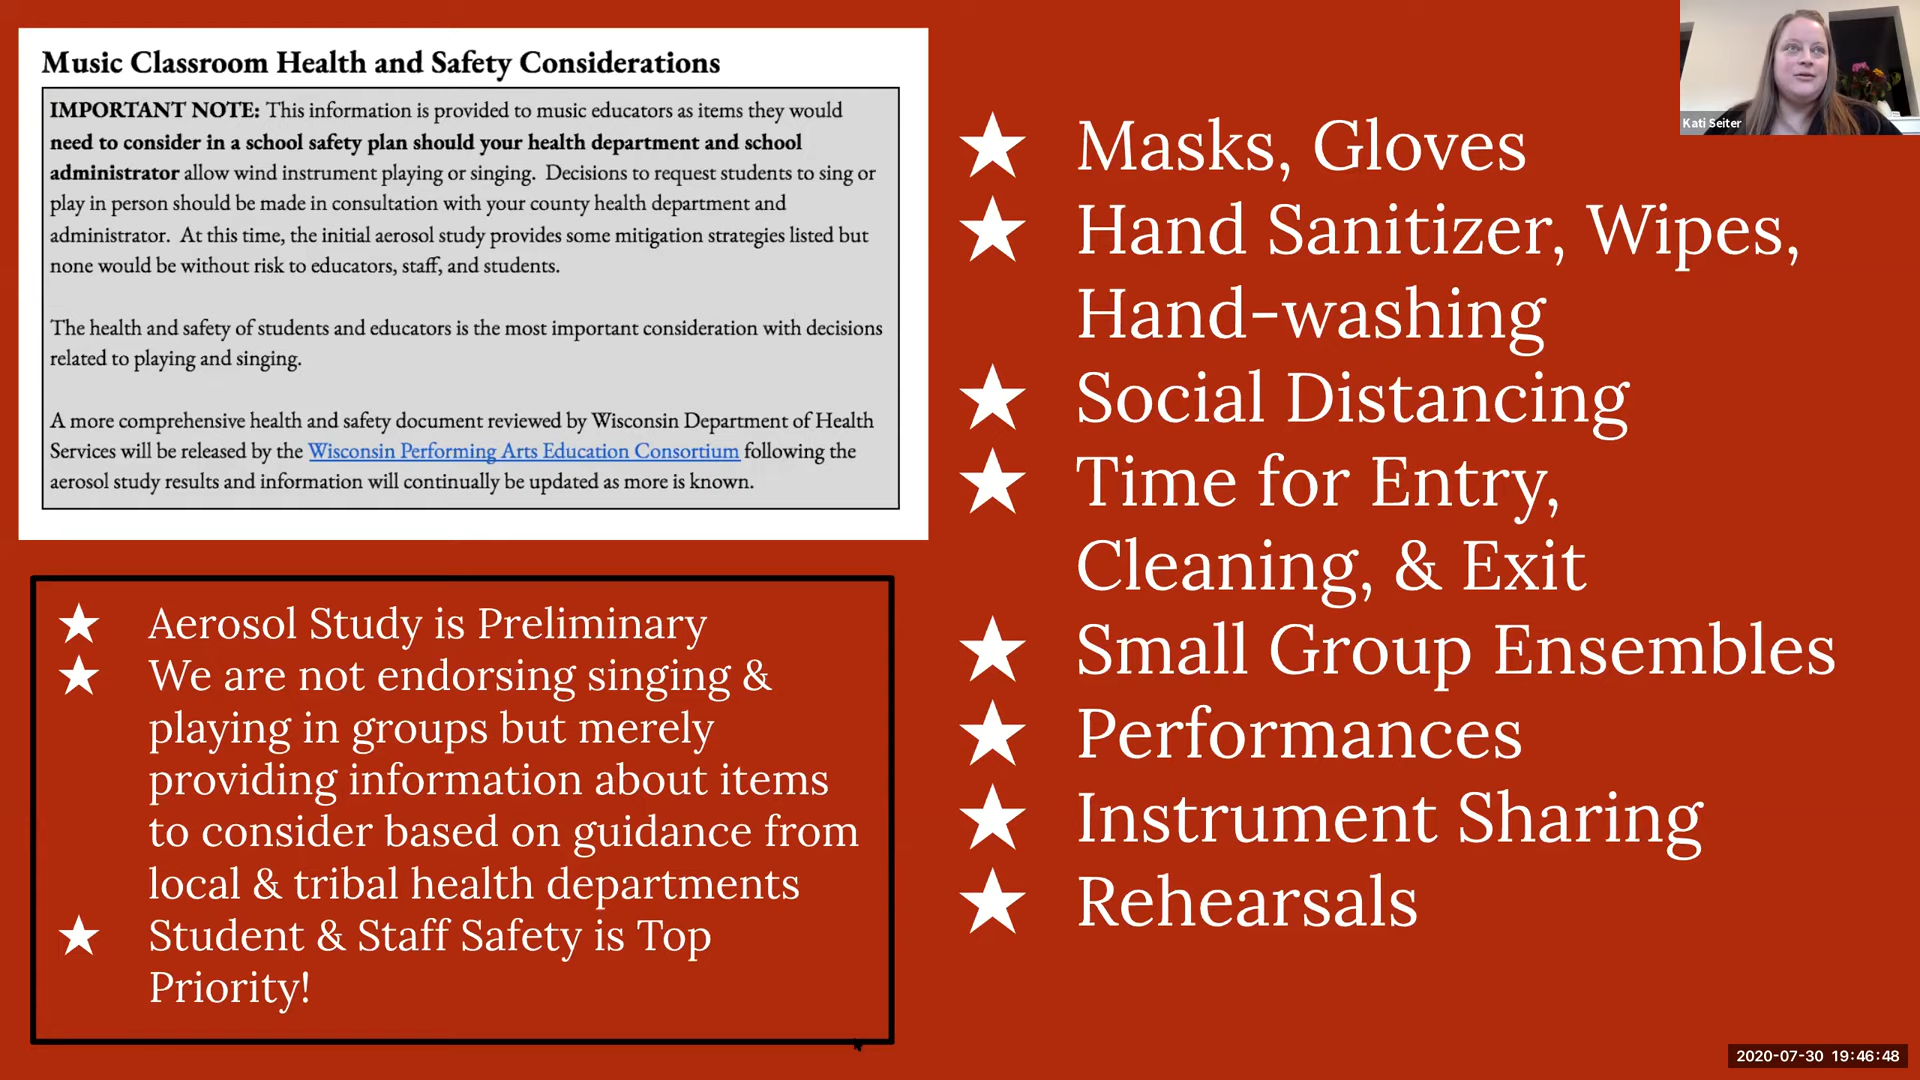 Music Classroom Health and Safety Considerations
IMPORTANT NOTE: This information is provided to music educators as items they would
need to consider in a school safety plan should your health department and school
administrator allow wind instrument playing or singing. Decisions to request students to sing or
play in person should be made in consultation with your county health department and
administrator. At this time, the initial aerosol study provides some mitigation strategies listed but
none would be without risk to educators, staff, and students.
The health and safety of students and educators is the most important consideration with decisions
related to playing and singing.
A more comprehensive health and safety document reviewed by Wisconsin Department of Health
Services will be released by the Wisconsin Performing Arts Education Consortium following the
aerosol study results and information will continually be updated as more is known.
★ Aerosol Study is Preliminary
★ We are not endorsing singing &
playing in groups but merely
providing information about items
to consider based on guidance from
local & tribal health departments
★ Student & Staff Safety is Top
Priority!
★ Masks, Gloves
★ Hand Sanitizer, Wipes,
Hand-washing
★ Social Distancing
★ Time for Entry,
Cleaning, & Exit
★ Small Group Ensembles
★ Performances
★ Instrument Sharing
★ Rehearsals
Kati Seiter
2020-07-30 19:46:48